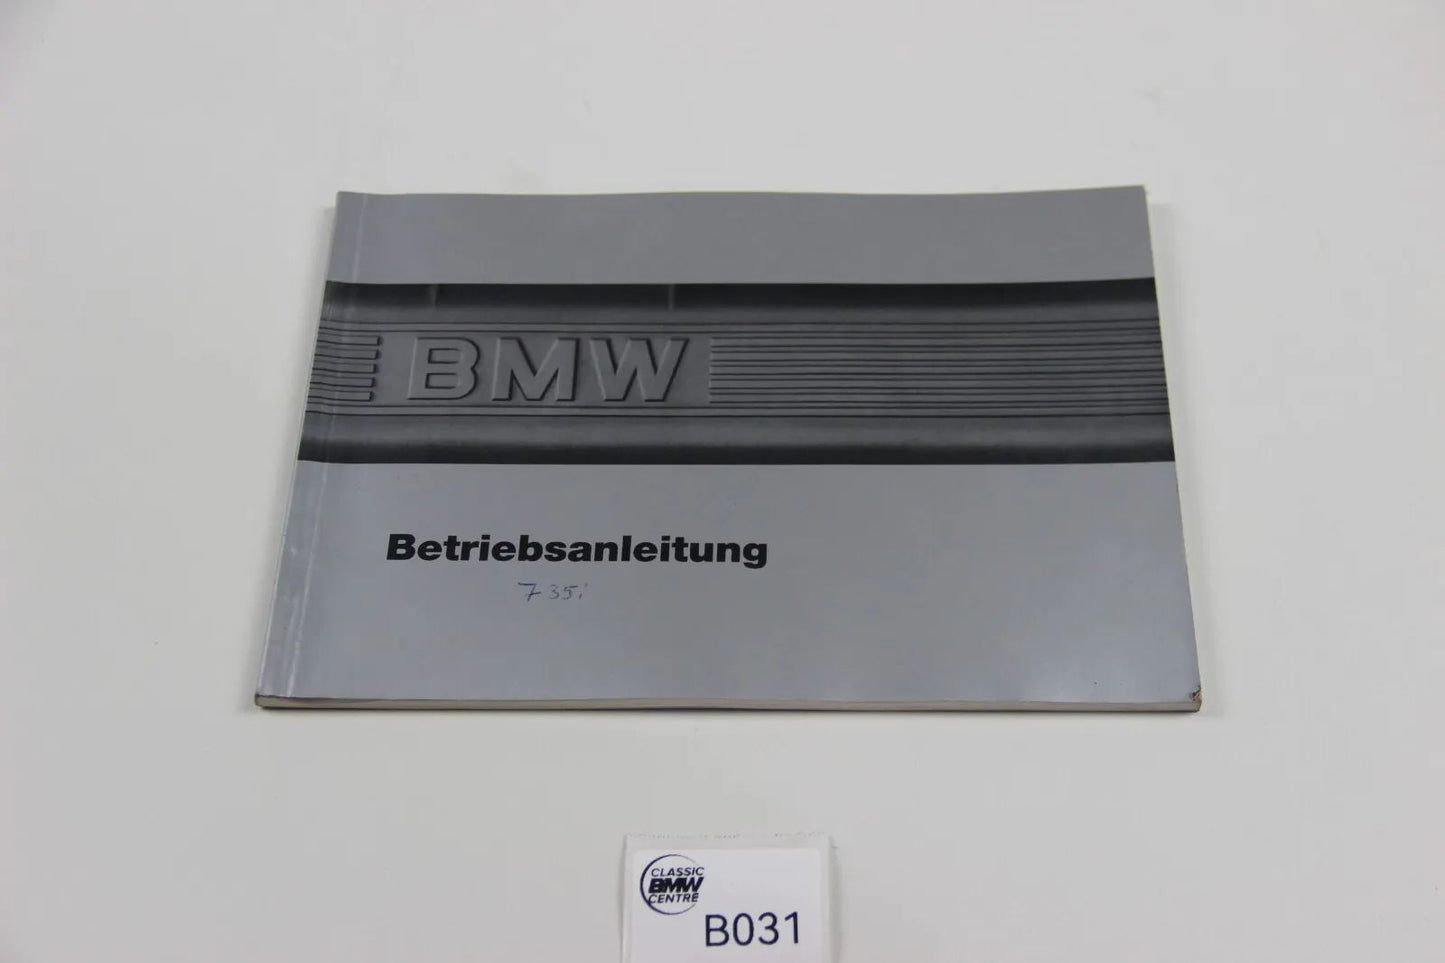 BMW
Betriebsanleitung
735i
CLASSIC
BMW
CENTRE
B031